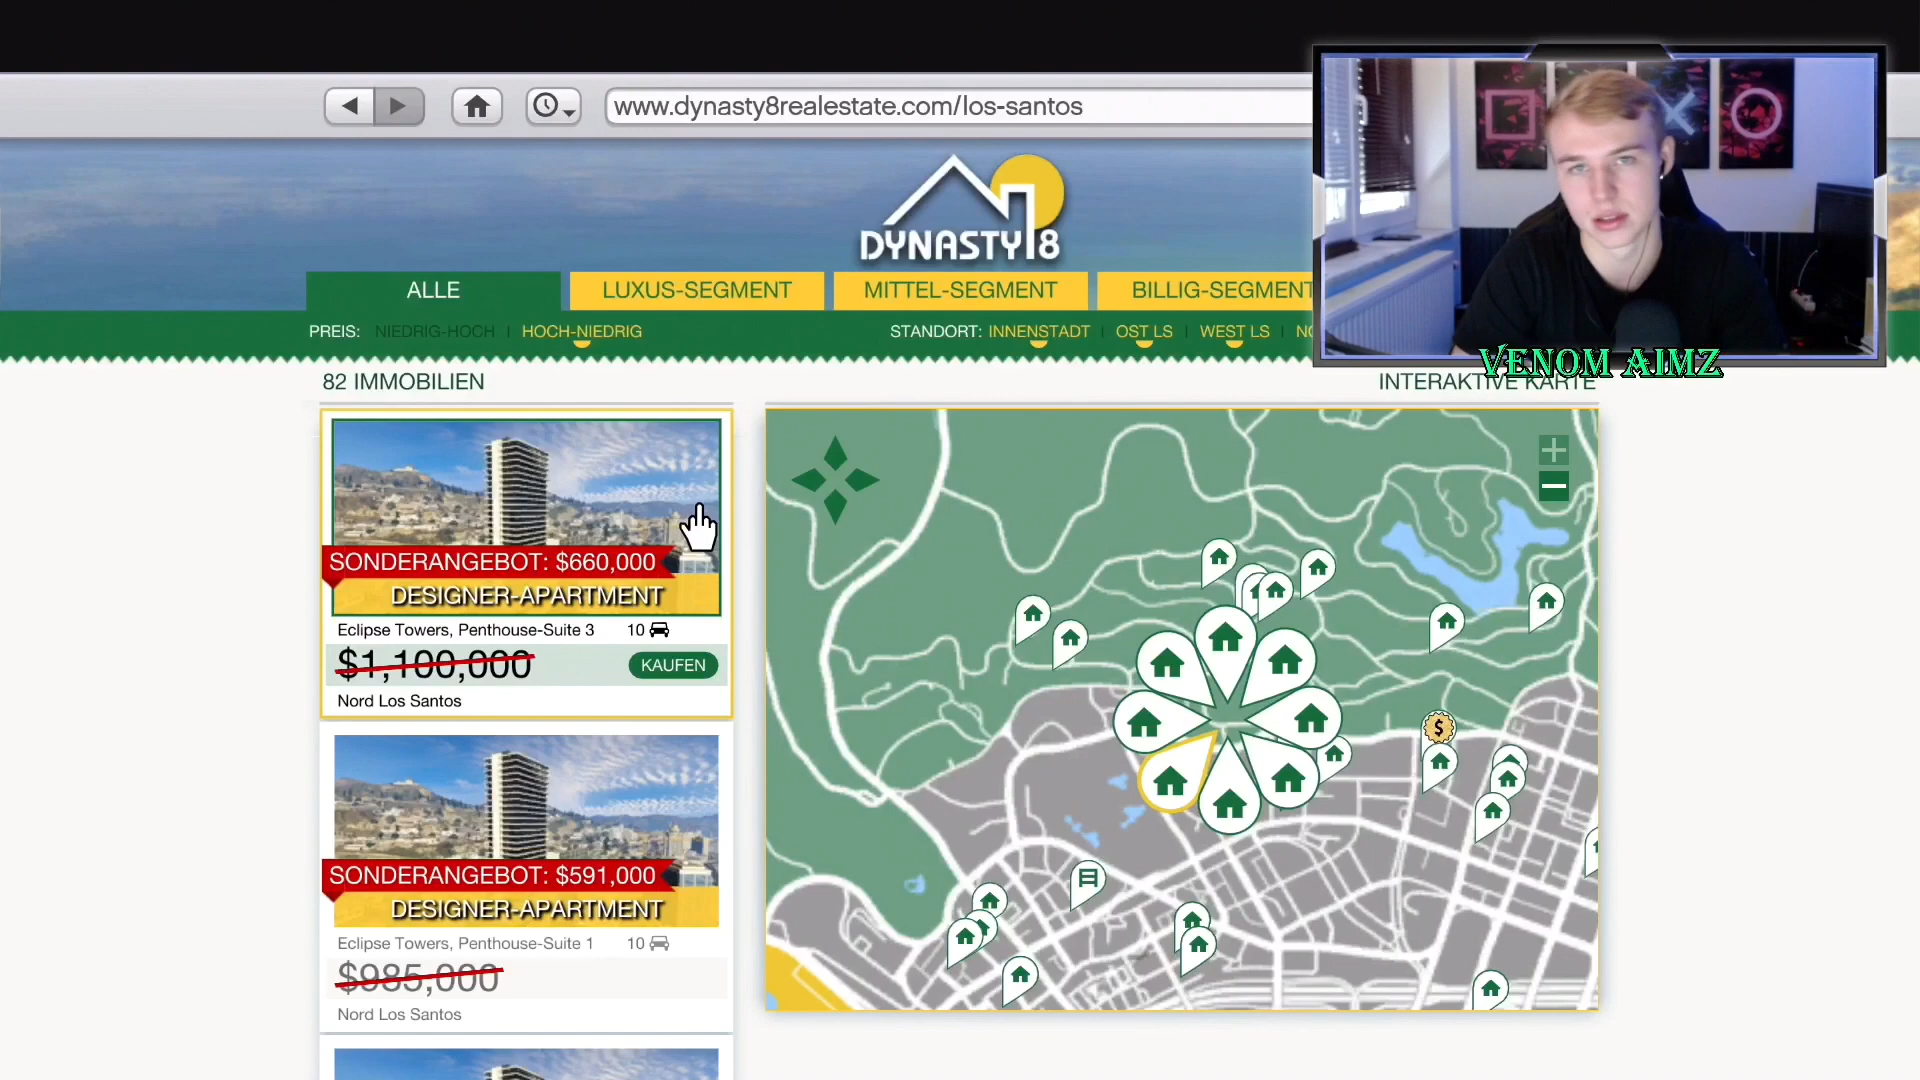 www.dynasty8realestate.com/los-santos
DYNASTY 8
ALLE
LUXUS-SEGMENT
MITTEL-SEGMENT
BILLIG-SEGMENT
PREIS: NIEDRIG-HOCH | HOCH-NIEDRIG
STANDORT: INNENSTADT | OST LS | WEST LS |
VENOM AIMZ
82 IMMOBILIEN
INTERAKTIVE KARTE
SONDERANGEBOT: $660,000
DESIGNER-APARTMENT
Eclipse Towers, Penthouse-Suite 3 10
$1,100,000
KAUFEN
Nord Los Santos
SONDERANGEBOT: $591,000
DESIGNER-APARTMENT
Eclipse Towers, Penthouse-Suite 1 10
$985,000
Nord Los Santos
$